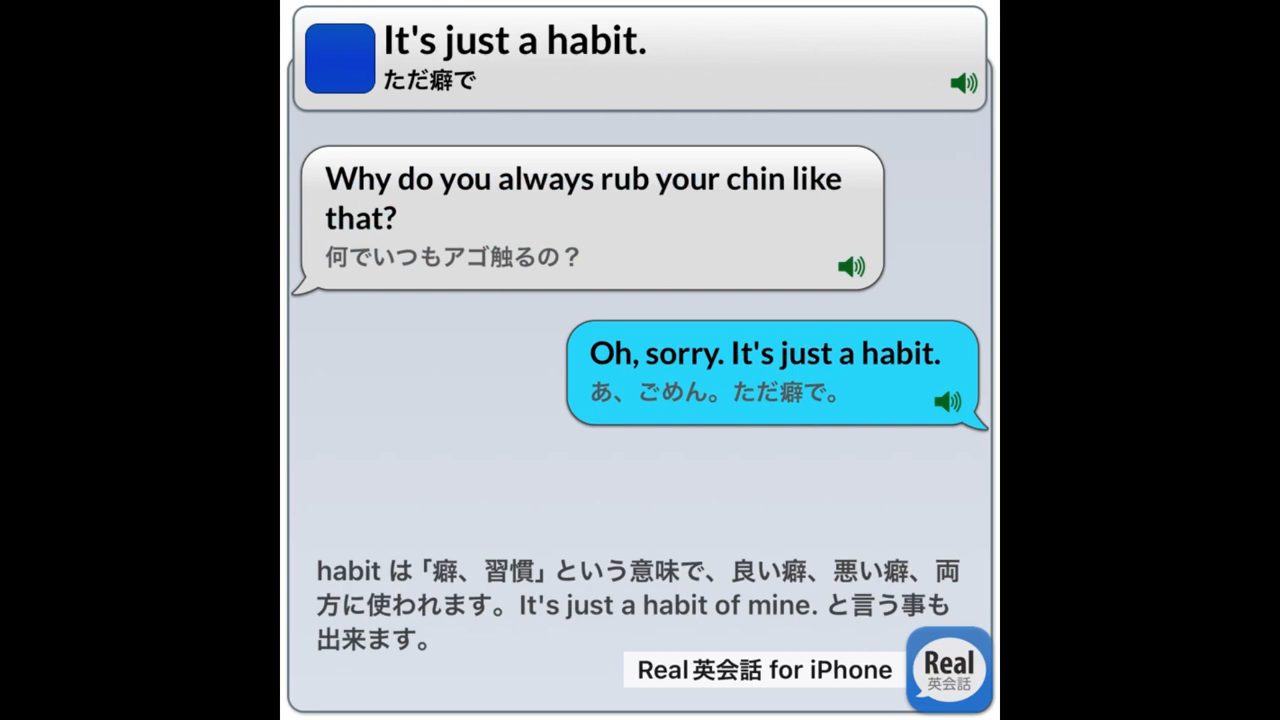 It's just a habit.
ただ癖で
Why do you always rub your chin like
that?
何でいつもアゴ触るの？
Oh, sorry. It's just a habit.
あ、ごめん。ただ癖で。
habit は「癖、習慣」という意味で、良い癖、悪い癖、両
方に使われます。It's just a habit of mine. と言う事も
出来ます。
Real英会話 for iPhone
Real
英会話